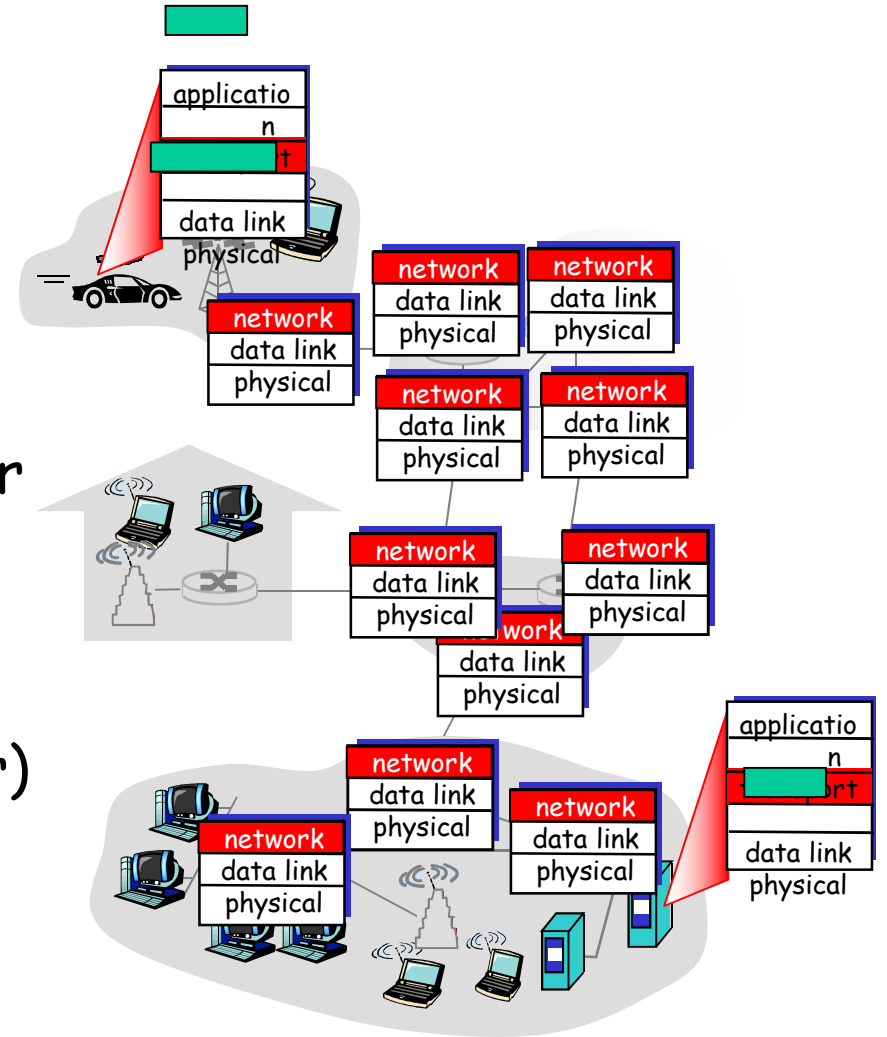 applicatio
n
t
data link
physical
network
data link
physical
network
data link
physical
network
data link
physical
network
data link
physical
network
data link
physical
r
network
data link
physical
network
data link
physical
work
data link
physical
r)
applicatio
n
ort
data link
physical
network
data link
physical
network
data link
physical
network
data link
physical